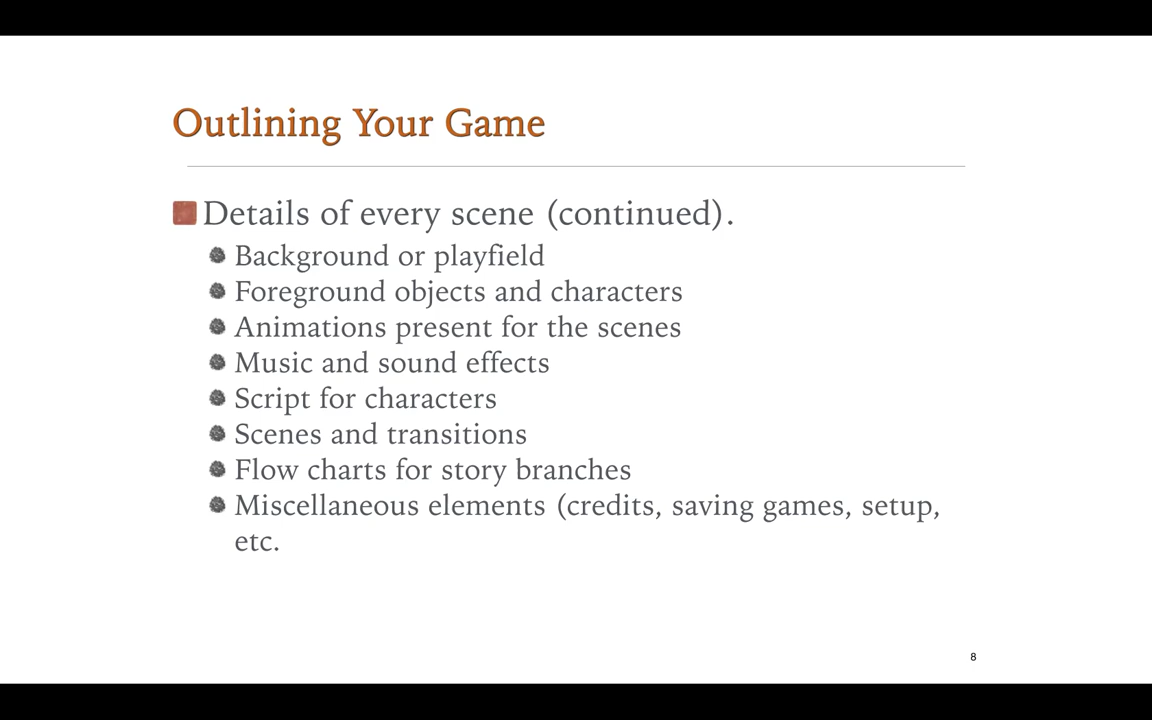 Outlining Your Game
Details of every scene (continued).
Background or playfield
Foreground objects and characters
Animations present for the scenes
Music and sound effects
Script for characters
Scenes and transitions
Flow charts for story branches
Miscellaneous elements (credits, saving games, setup,
etc.
8